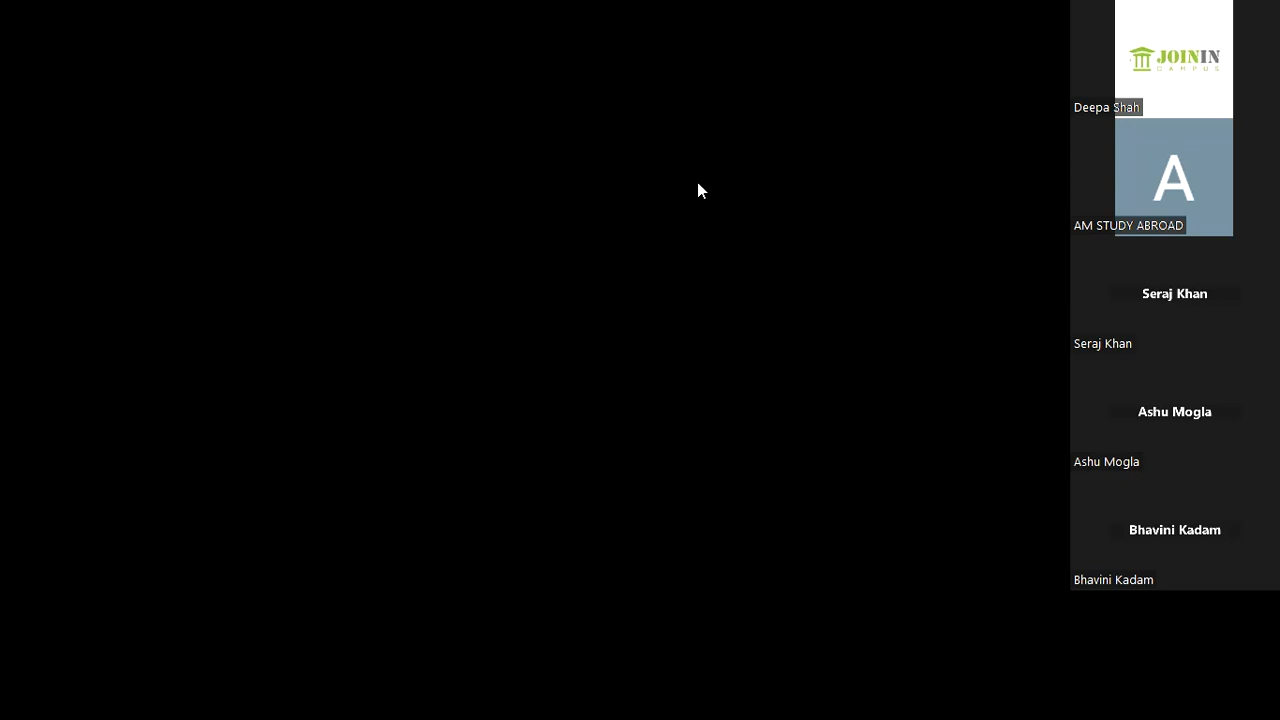 JOININ
CAMPUS
Deepa Shah
A
AM STUDY ABROAD
Seraj Khan
Seraj Khan
Ashu Mogla
Ashu Mogla
Bhavini Kadam
Bhavini Kadam